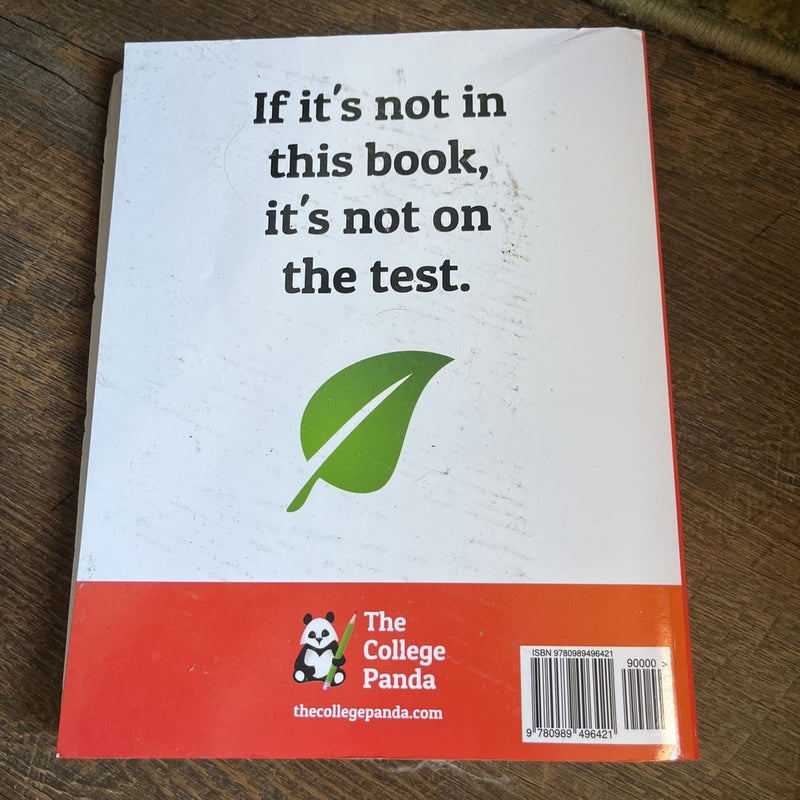 If it's not in
this book,
it's not on
the test.
The
College
Panda
thecollegepanda.com
ISBN 9780989496421
90000 >
9 780989 496421